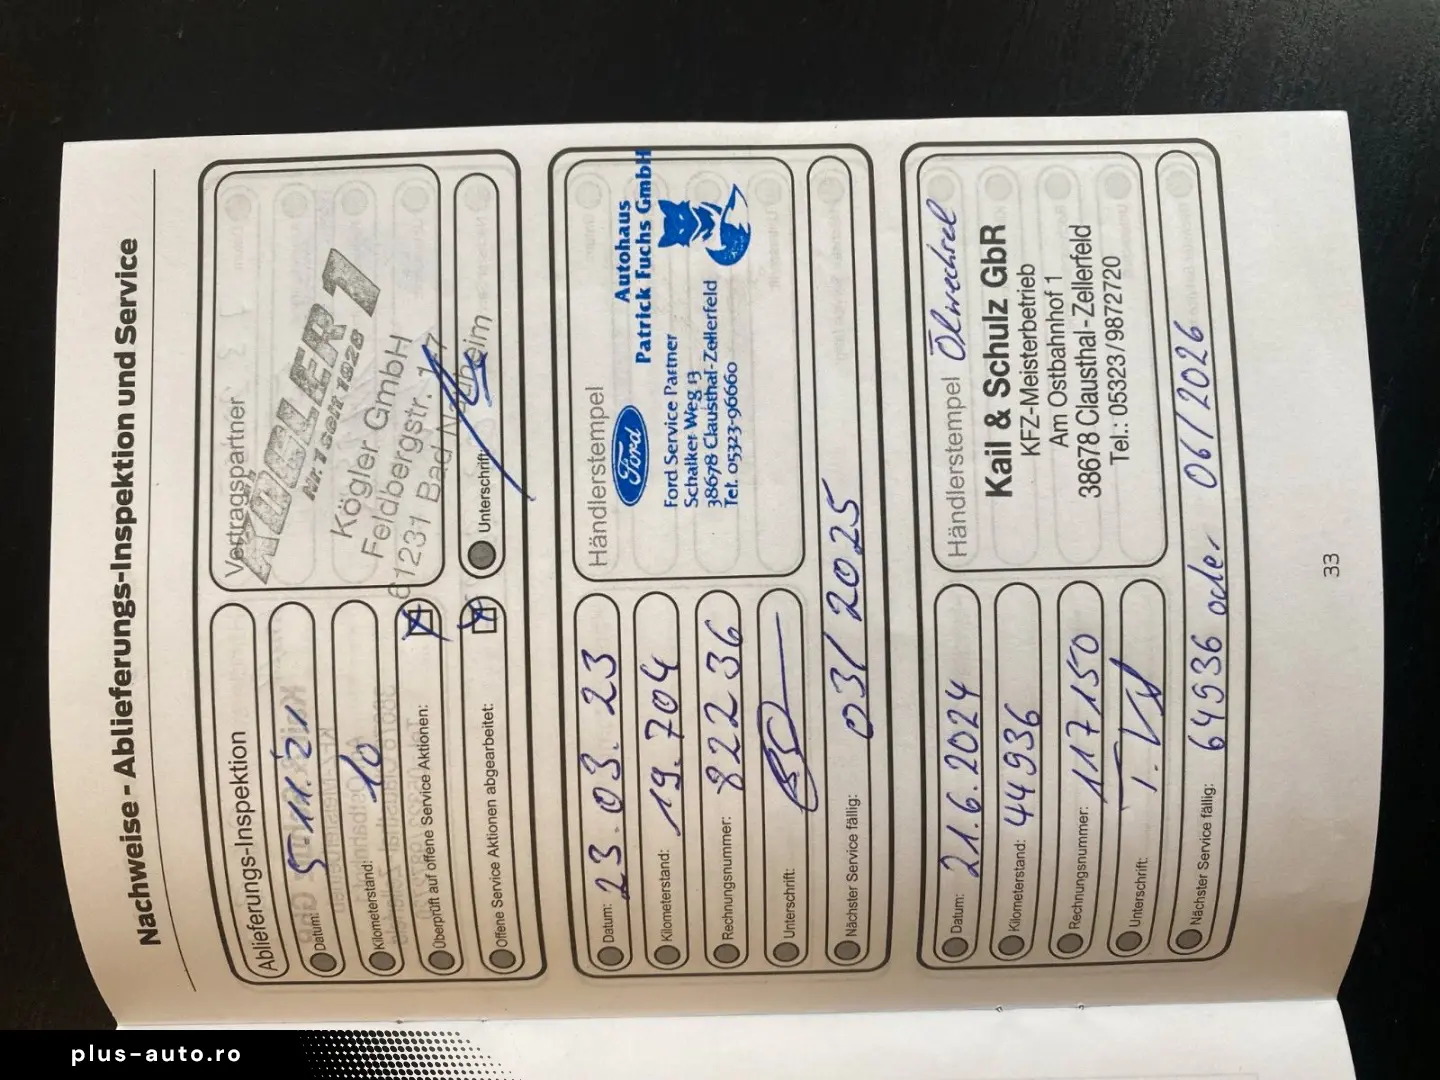 Nachweise - Ablieferungs-Inspektion und Service
Ablieferungs-Inspektion
Datum: 5.11.21
Kilometerstand: 10
Überprüft auf offene Service Aktionen: X
Offene Service Aktionen abgearbeitet: X
Vertragspartner
KÖGLER 1
Nr. 1 seit 1928
Kögler GmbH
Feldbergstr.
61231 Bad Nauheim
Unterschrift
Datum: 23.03.23
Kilometerstand: 19.704
Rechnungsnummer: 822236
Unterschrift:
Nächster Service fällig: 03/2025
Händlerstempel
Ford
Autohaus
Patrick Fuchs GmbH
Ford Service Partner
Schalker Weg 13
38678 Clausthal-Zellerfeld
Tel. 05323-96660
Datum: 21.6.2024
Kilometerstand: 44936
Rechnungsnummer: 117150
Unterschrift:
Nächster Service fällig: 64936 oder 06/2026
Händlerstempel Ölwechsel
Kail & Schulz GbR
KFZ-Meisterbetrieb
Am Ostbahnhof 1
38678 Clausthal-Zellerfeld
Tel.: 05323/9872720
33
plus-auto.ro